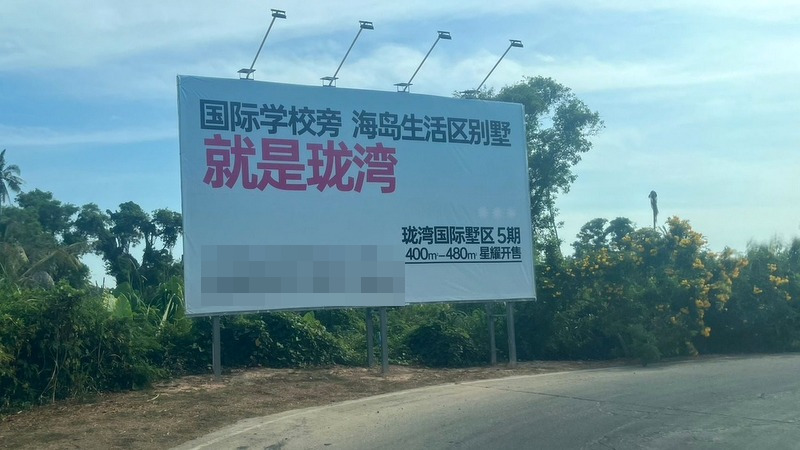 国际学校旁 海岛生活区别墅
就是珑湾
珑湾国际墅区5期
400㎡-480㎡ 星耀开售